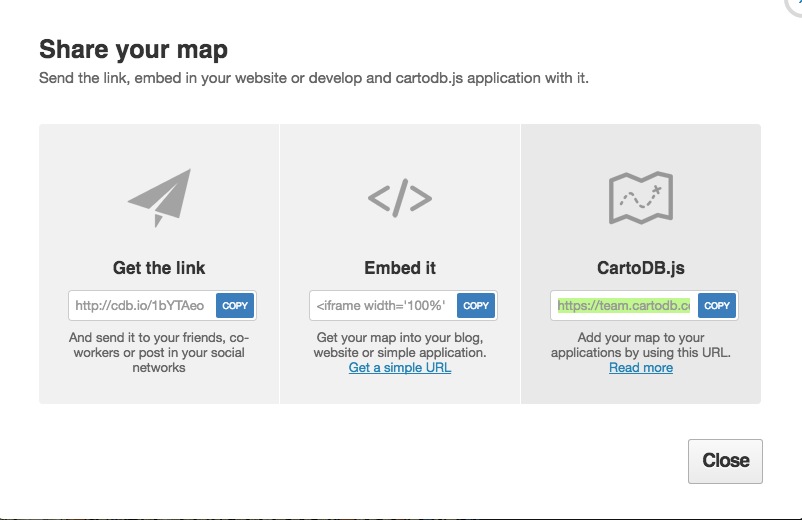 Share your map
Send the link, embed in your website or develop and cartodb.js application with it.
Get the link
http://cdb.io/1bYTAeo
COPY
And send it to your friends, co-
workers or post in your social
networks
Embed it
<iframe width='100%'
COPY
Get your map into your blog,
website or simple application.
Get a simple URL
CartoDB.js
https://team.cartodb.c
COPY
Add your map to your
applications by using this URL.
Read more
Close